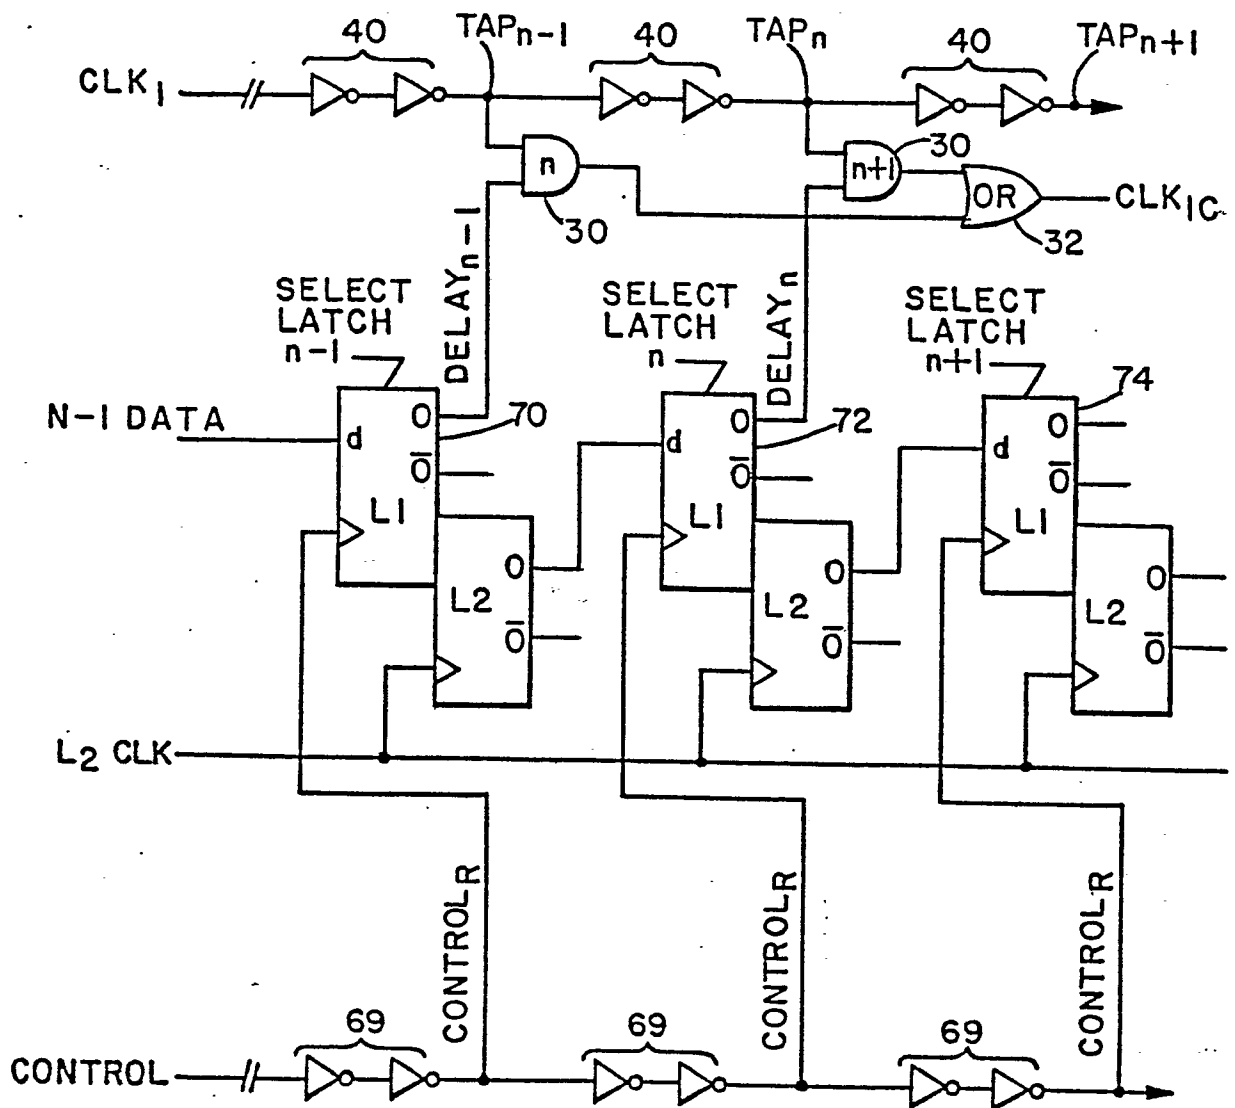 40 TAPn-1 40 TAPn 40 TAPn+1
CLK1
n 30 n+1 30 OR 32 CLK1C
DELAYn-1
DELAYn
SELECT LATCH n-1
SELECT LATCH n
SELECT LATCH n+1
N-1 DATA
d O O̅ L1 70
O O̅ L2
d O O̅ L1 72
O O̅ L2
d O O̅ L1 74
O O̅ L2
L2 CLK
CONTROLR
CONTROLR
CONTROLR
69 69 69
CONTROL